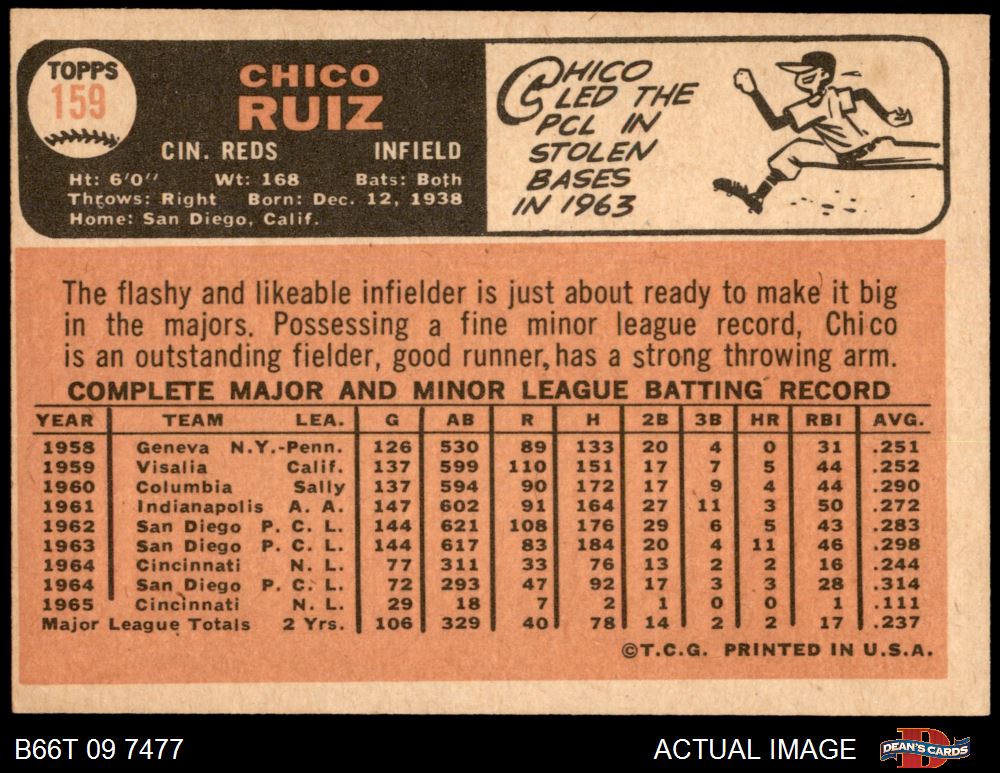 TOPPS
159
CHICO
RUIZ
CIN. REDS INFIELD
Ht: 6'0" Wt: 168 Bats: Both
Throws: Right Born: Dec. 12, 1938
Home: San Diego, Calif.
CHICO
LED THE
PCL IN
STOLEN
BASES
IN 1963
The flashy and likeable infielder is just about ready to make it big
in the majors. Possessing a fine minor league record, Chico
is an outstanding fielder, good runner, has a strong throwing arm.
COMPLETE MAJOR AND MINOR LEAGUE BATTING RECORD
YEAR TEAM LEA. G AB R H 2B 3B HR RBI AVG.
1958 Geneva N.Y.-Penn. 126 530 89 133 20 4 0 31 .251
1959 Visalia Calif. 137 599 110 151 17 7 5 44 .252
1960 Columbia Sally 137 594 90 172 17 9 4 44 .290
1961 Indianapolis A. A. 147 602 91 164 27 11 3 50 .272
1962 San Diego P. C. L. 144 621 108 176 29 6 5 43 .283
1963 San Diego P. C. L. 144 617 83 184 20 4 11 46 .298
1964 Cincinnati N. L. 77 311 33 76 13 2 2 16 .244
1964 San Diego P. C. L. 72 293 47 92 17 3 3 28 .314
1965 Cincinnati N. L. 29 18 7 2 1 0 0 1 .111
Major League Totals 2 Yrs. 106 329 40 78 14 2 2 17 .237
©T.C.G. PRINTED IN U.S.A.
B66T 09 7477 ACTUAL IMAGE DEAN'S CARDS